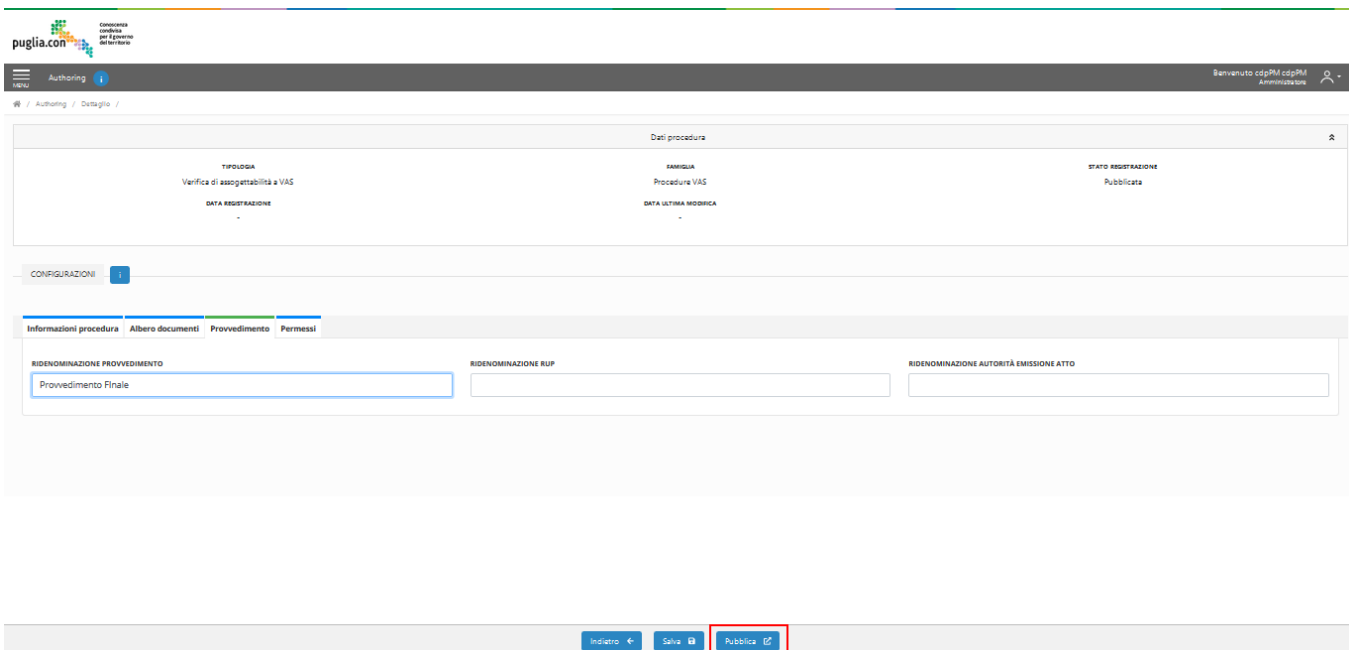 puglia.con
Conoscenza
condivisa
per il governo
del territorio
MENU
Authoring i
Benvenuto cdpPM cdpPM
Amministratore
/ Authoring / Dettaglio /
Dati procedura
TIPOLOGIA
Verifica di assogettabilità a VAS
FAMIGLIA
Procedure VAS
STATO REGISTRAZIONE
Pubblicata
DATA REGISTRAZIONE
-
DATA ULTIMA MODIFICA
-
CONFIGURAZIONI i
Informazioni procedura Albero documenti Provvedimento Permessi
RIDENOMINAZIONE PROVVEDIMENTO
Provvedimento FInale
RIDENOMINAZIONE RUP
RIDENOMINAZIONE AUTORITÀ EMISSIONE ATTO
Indietro Salva Pubblica